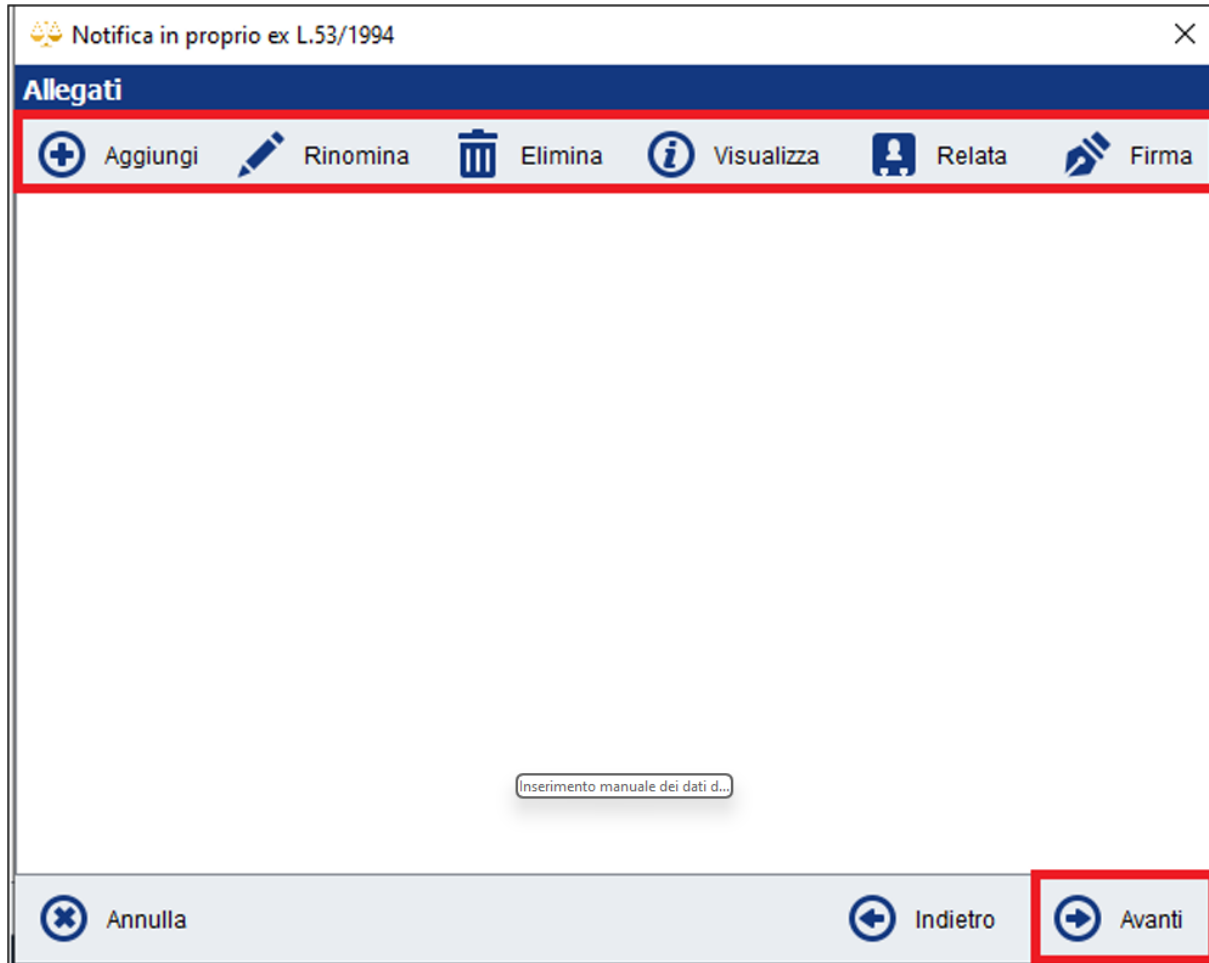 Notifica in proprio ex L.53/1994
Allegati
Aggiungi Rinomina Elimina Visualizza Relata Firma
Inserimento manuale dei dati d...
Annulla Indietro Avanti